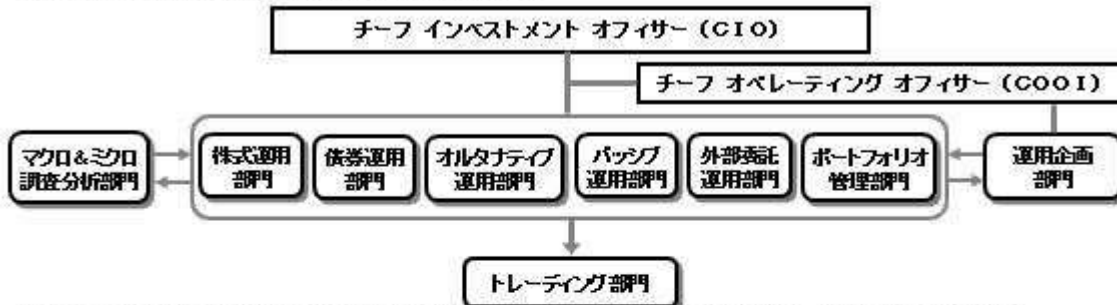 チーフ インベストメント オフィサー (CIO)
チーフ オペレーティング オフィサー (COOI)
マクロ&ミクロ
調査分析部門
株式運用
部門
債券運用
部門
オルタナティブ
運用部門
パッシブ
運用部門
外部委託
運用部門
ポートフォリオ
管理部門
運用企画
部門
トレーディング部門